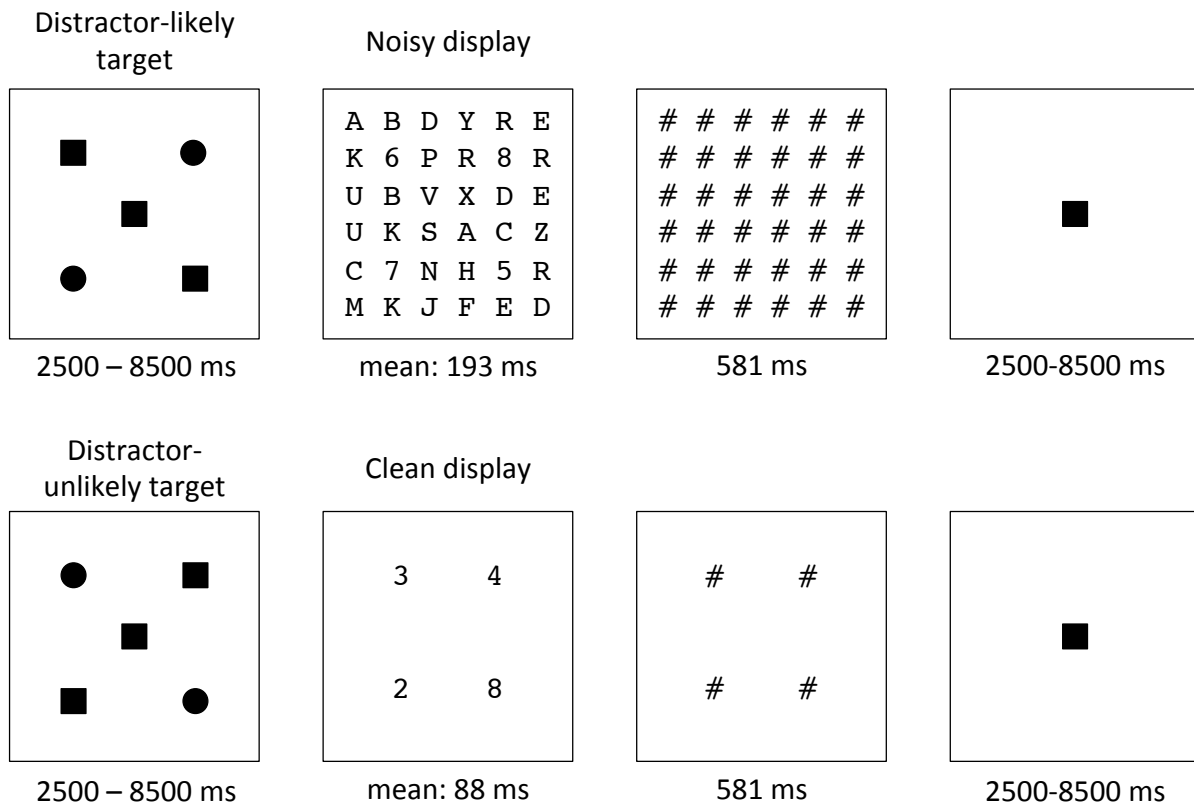 Distractor-likely
target
Noisy display
A B D Y R E
K 6 P R 8 R
U B V X D E
U K S A C Z
C 7 N H 5 R
M K J F E D
# # # # # #
# # # # # #
# # # # # #
# # # # # #
# # # # # #
# # # # # #
2500 – 8500 ms
mean: 193 ms
581 ms
2500-8500 ms
Distractor-
unlikely target
Clean display
3 4
2 8
# #
# #
2500 – 8500 ms
mean: 88 ms
581 ms
2500-8500 ms